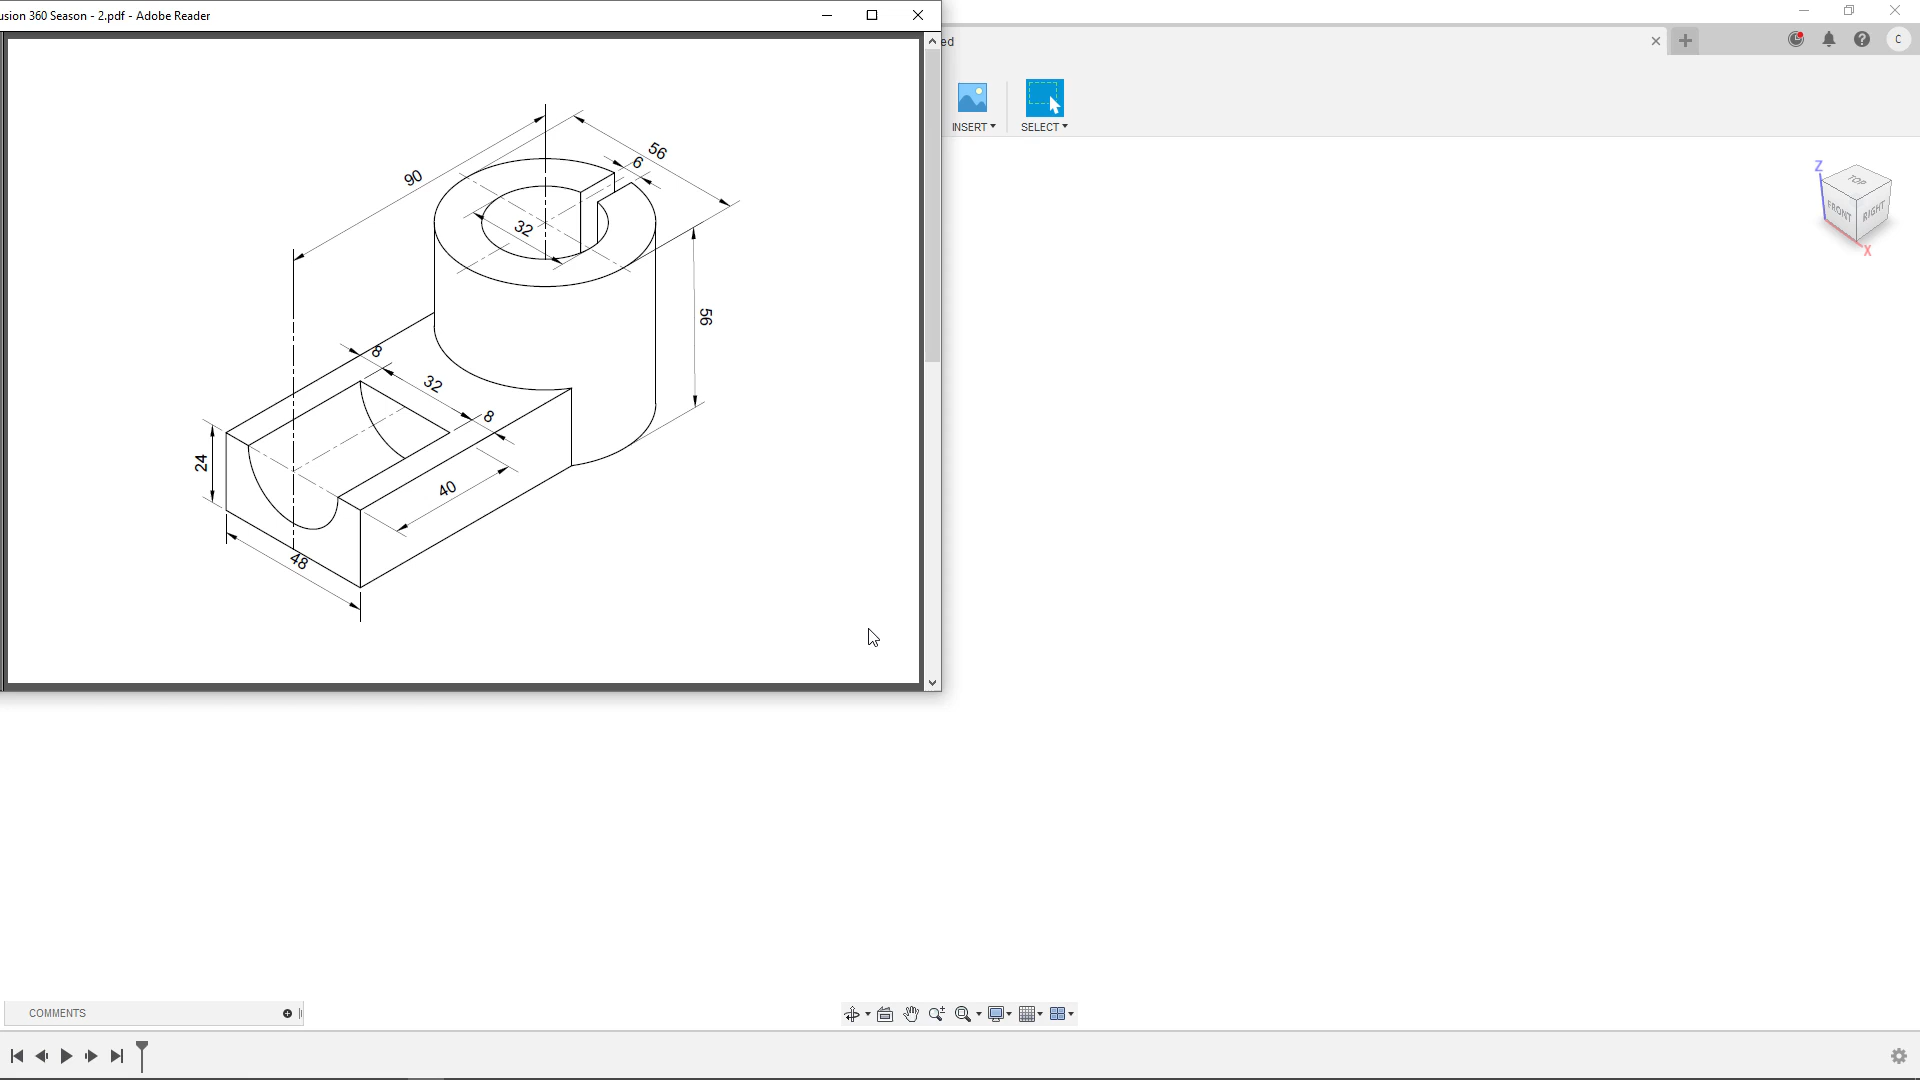 usion 360 Season - 2.pdf - Adobe Reader
ed
C
INSERT
SELECT
Z
TOP
FRONT
RIGHT
X
90
56
6
32
56
8
32
8
24
40
48
COMMENTS